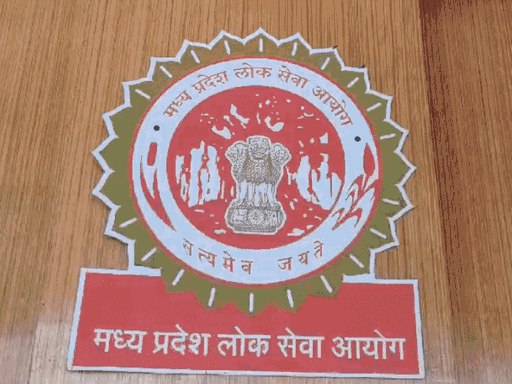 मध्य प्रदेश लोक सेवा आयोग
सत्यमेव जयते
मध्य प्रदेश लोक सेवा आयोग